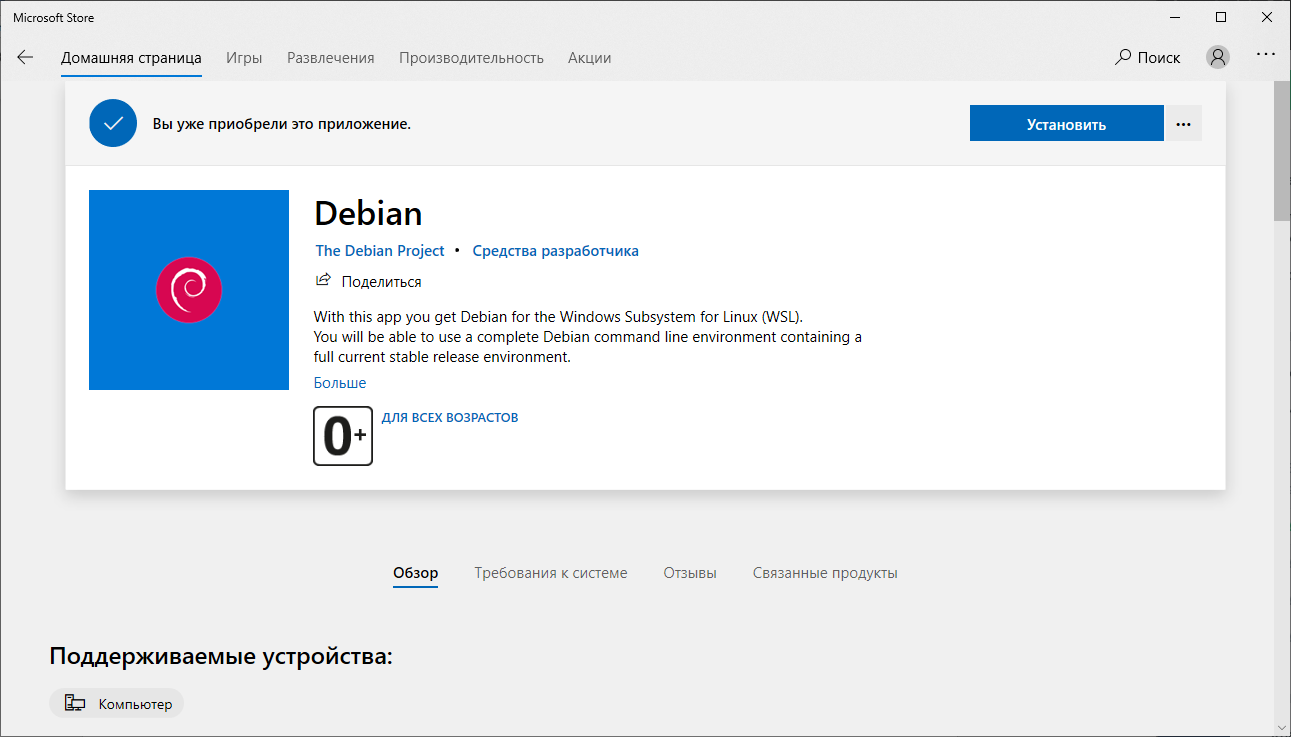 Microsoft Store
Домашняя страница Игры Развлечения Производительность Акции Поиск
Вы уже приобрели это приложение. Установить
Debian
The Debian Project • Средства разработчика
Поделиться
With this app you get Debian for the Windows Subsystem for Linux (WSL).
You will be able to use a complete Debian command line environment containing a
full current stable release environment.
Больше
0+ ДЛЯ ВСЕХ ВОЗРАСТОВ
Обзор Требования к системе Отзывы Связанные продукты
Поддерживаемые устройства:
Компьютер